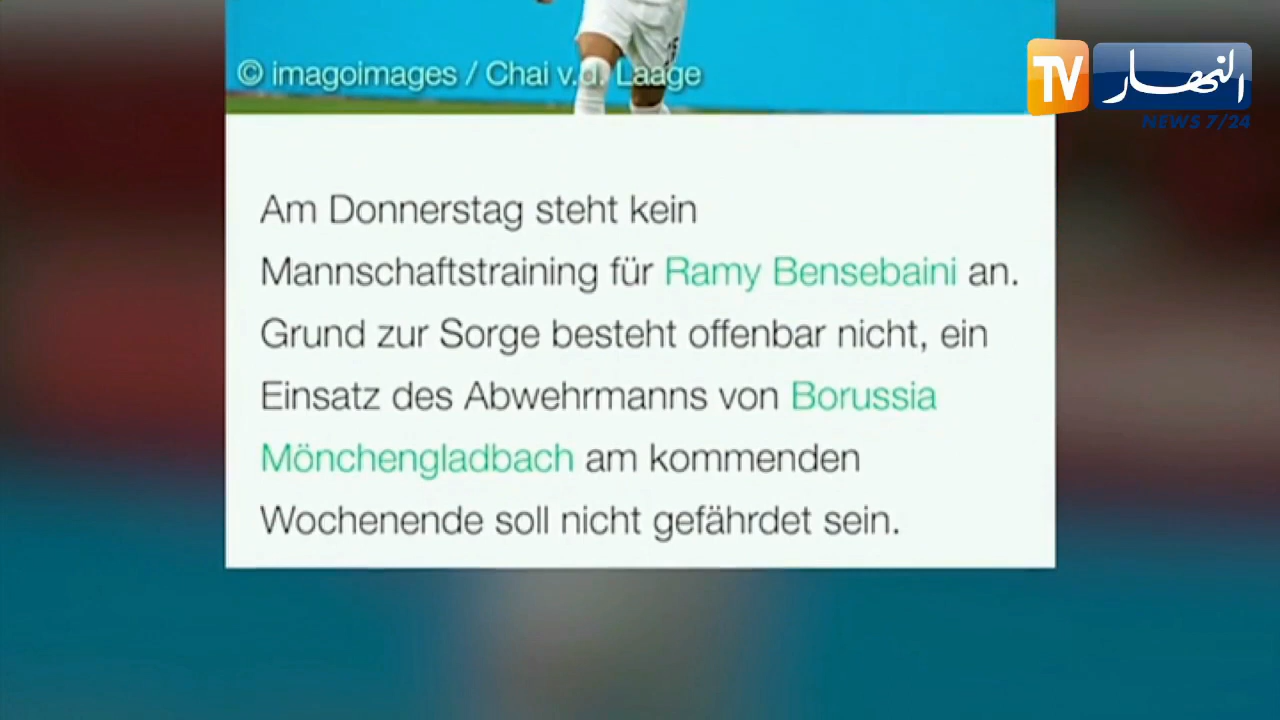 © imagoimages / Chai v.d. Laage
TV النهار
NEWS 7/24
Am Donnerstag steht kein
Mannschaftstraining für Ramy Bensebaini an.
Grund zur Sorge besteht offenbar nicht, ein
Einsatz des Abwehrmanns von Borussia
Mönchengladbach am kommenden
Wochenende soll nicht gefährdet sein.